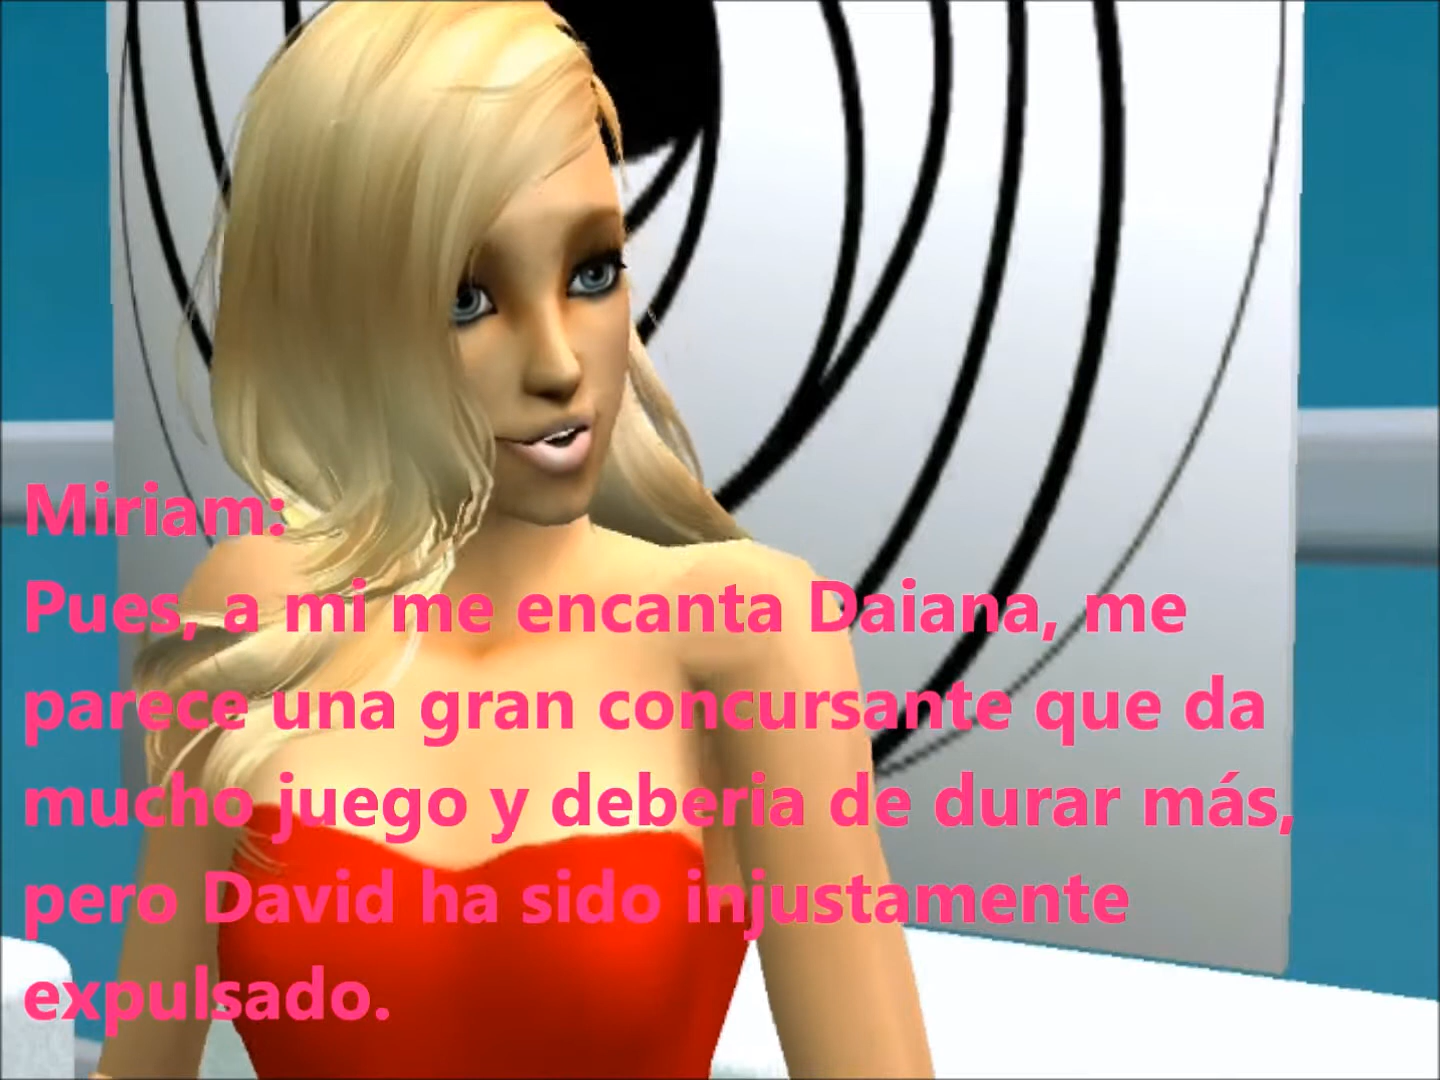 Miriam:
Pues, a mi me encanta Daiana, me
parece una gran concursante que da
mucho juego y deberia de durar más,
pero David ha sido injustamente
expulsado.